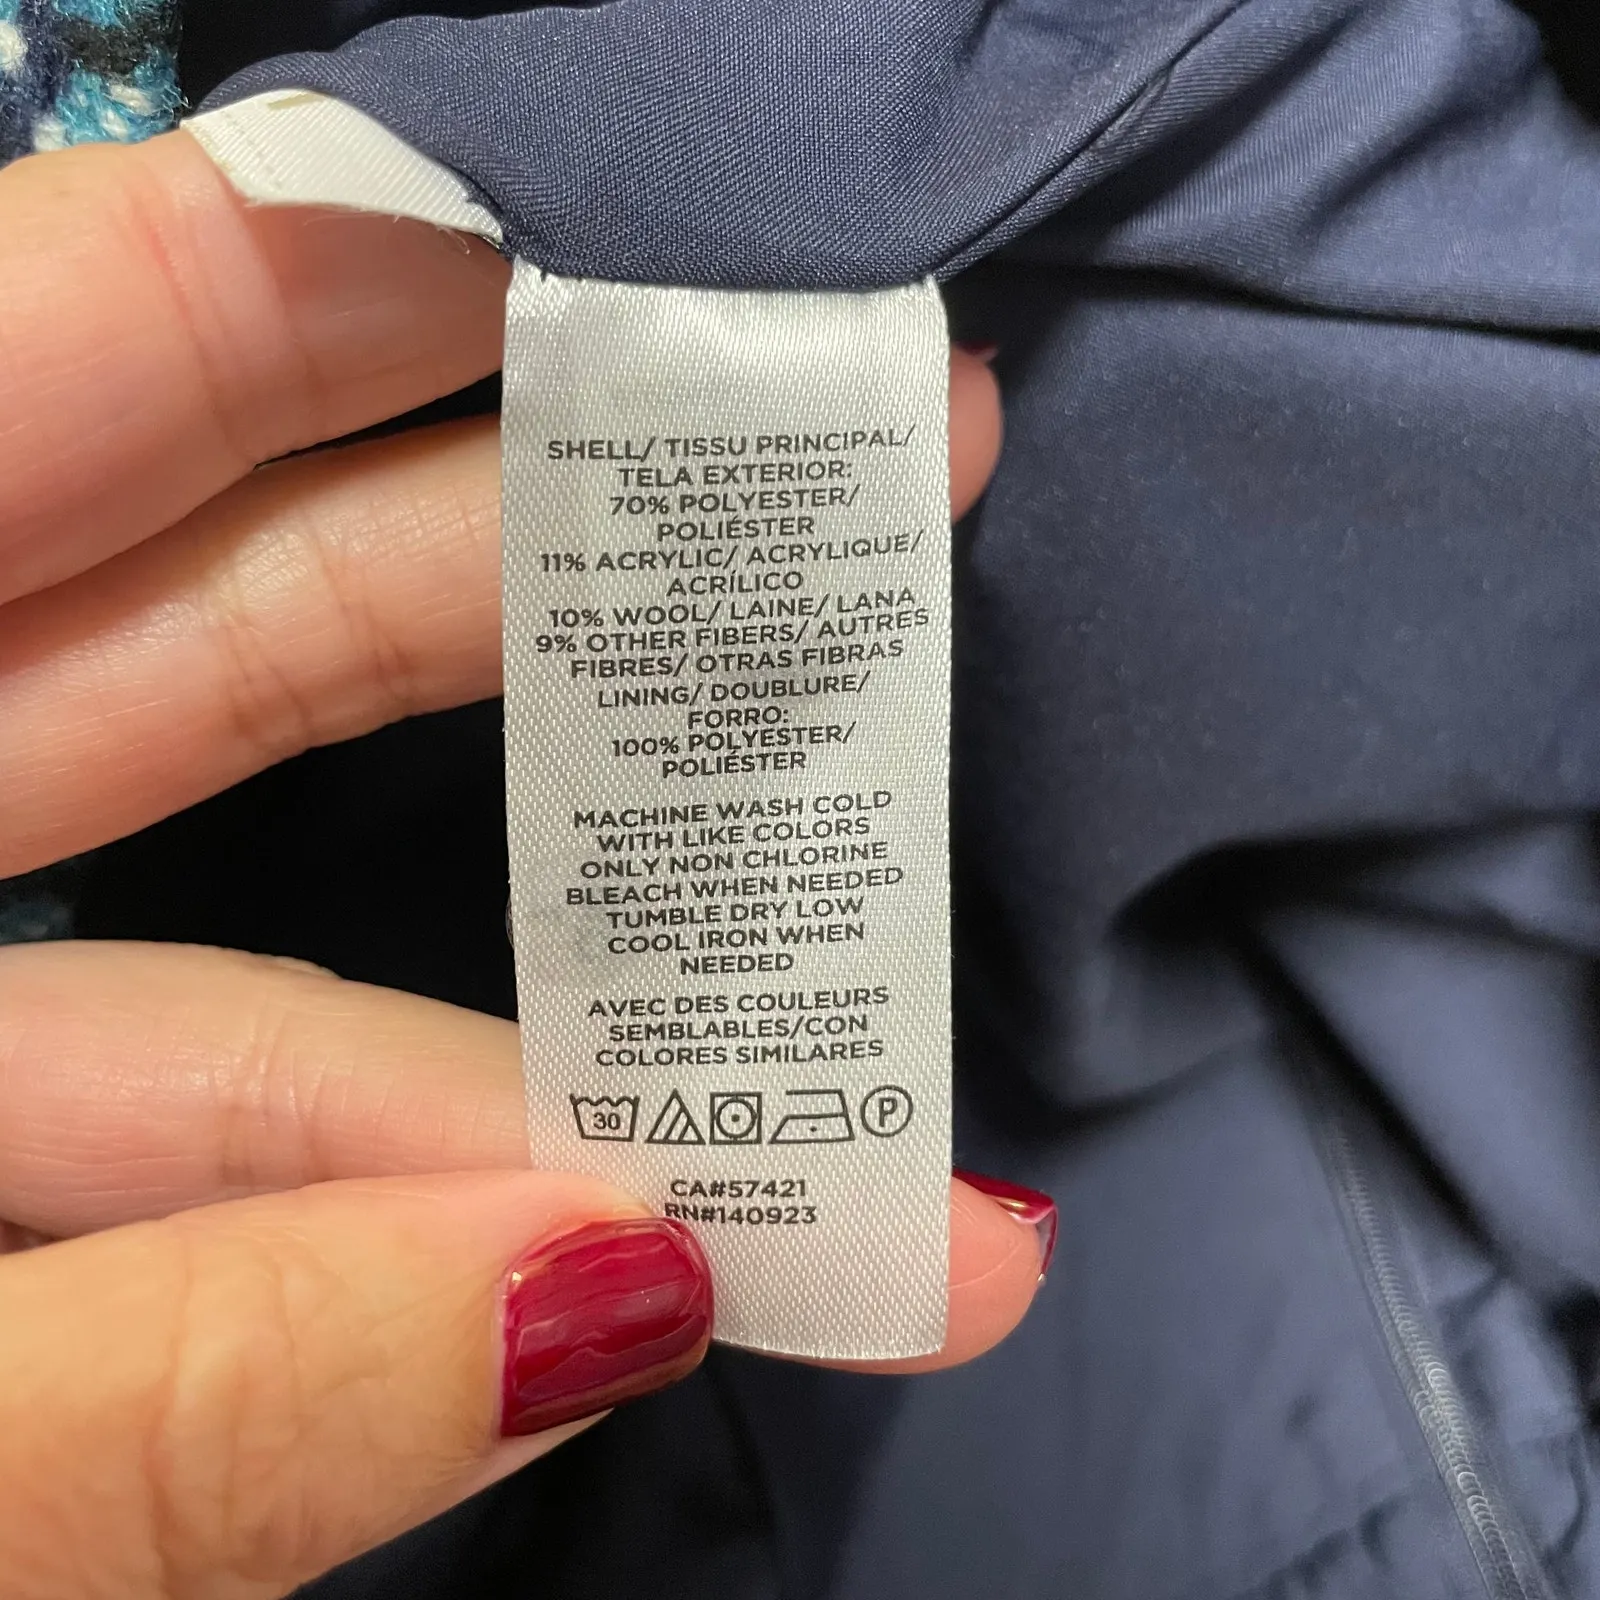 SHELL/ TISSU PRINCIPAL/
TELA EXTERIOR:
70% POLYESTER/
POLIÉSTER
11% ACRYLIC/ ACRYLIQUE/
ACRÍLICO
10% WOOL/ LAINE/ LANA
9% OTHER FIBERS/ AUTRES
FIBRES/ OTRAS FIBRAS
LINING/ DOUBLURE/
FORRO:
100% POLYESTER/
POLIÉSTER
MACHINE WASH COLD
WITH LIKE COLORS
ONLY NON CHLORINE
BLEACH WHEN NEEDED
TUMBLE DRY LOW
COOL IRON WHEN
NEEDED
AVEC DES COULEURS
SEMBLABLES/CON
COLORES SIMILARES
30 P
CA#57421
RN#140923